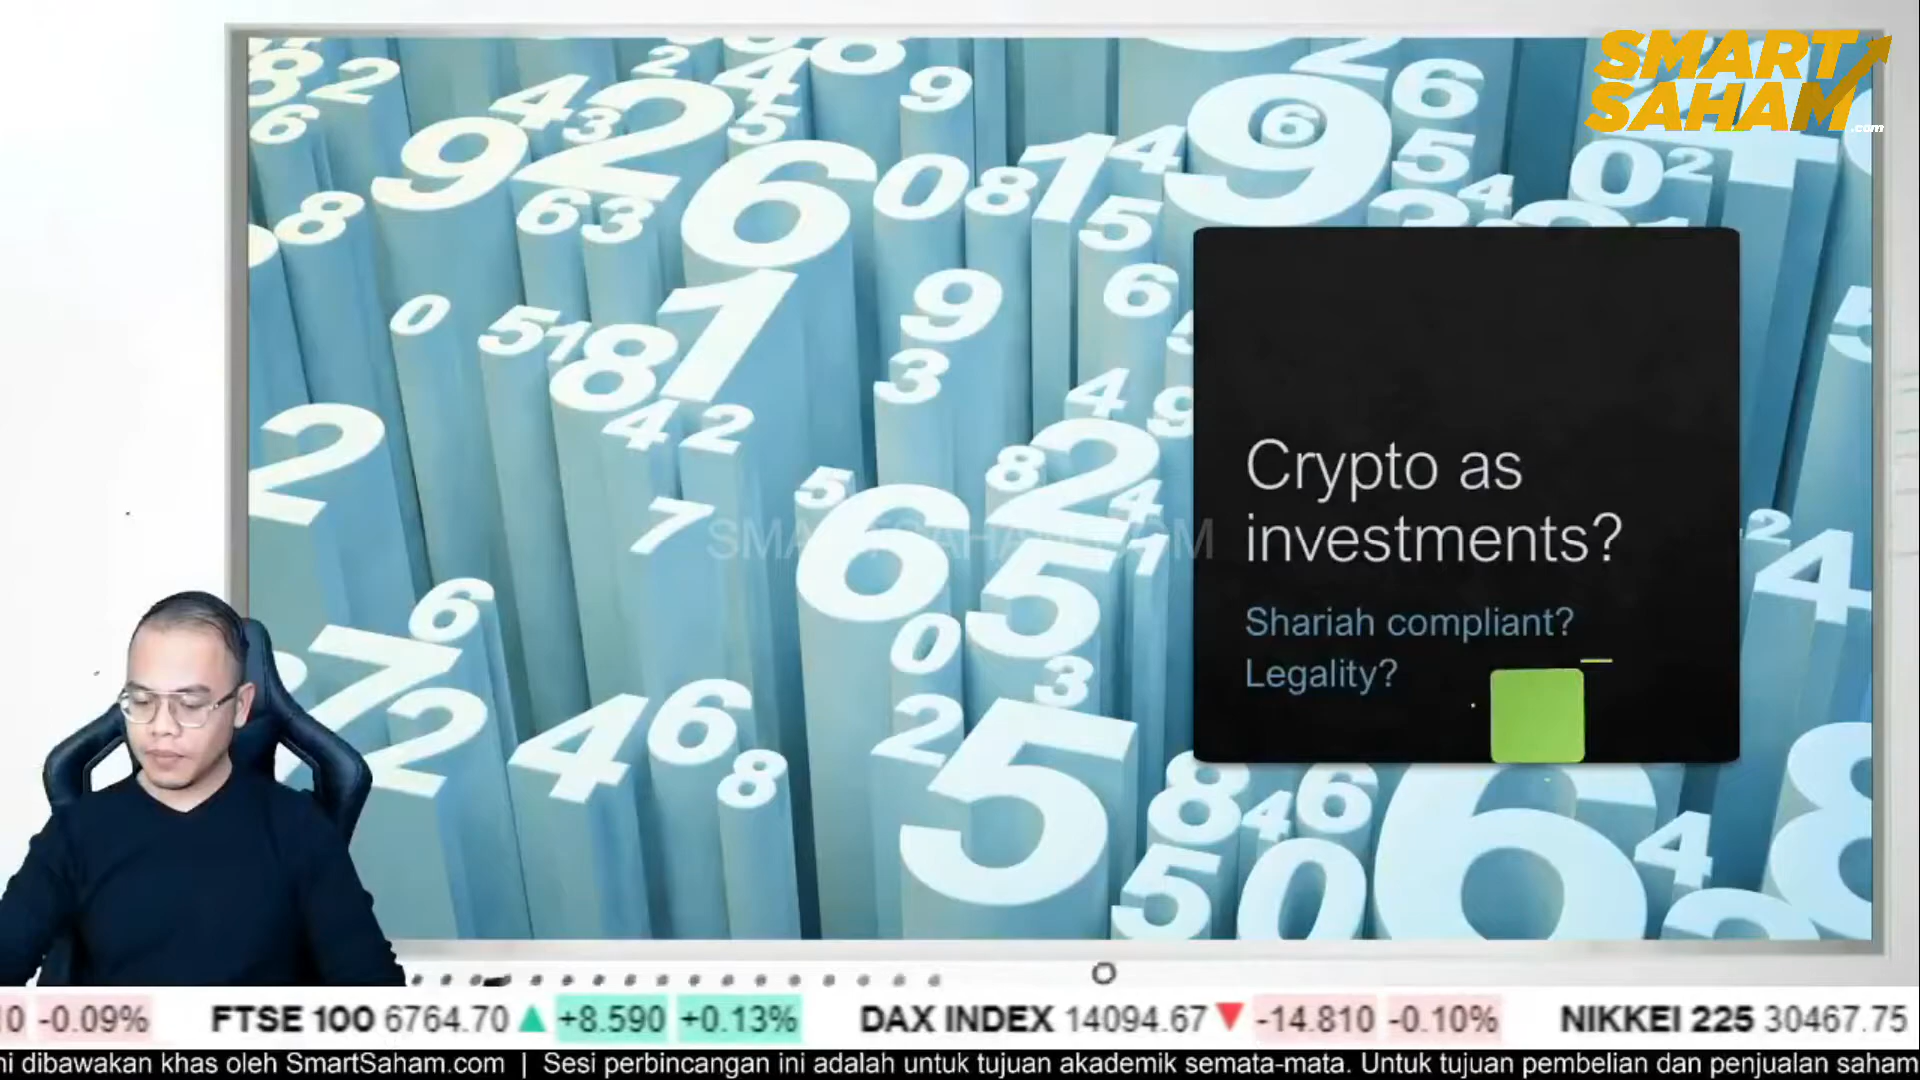 SMART
SAHAM
.com
Crypto as
investments?
Shariah compliant?
Legality?
-0.09% FTSE 100 6764.70 ▲ +8.590 +0.13% DAX INDEX 14094.67 ▼ -14.810 -0.10% NIKKEI 225 30467.75
dibawakan khas oleh SmartSaham.com | Sesi perbincangan ini adalah untuk tujuan akademik semata-mata. Untuk tujuan pembelian dan penjualan saham